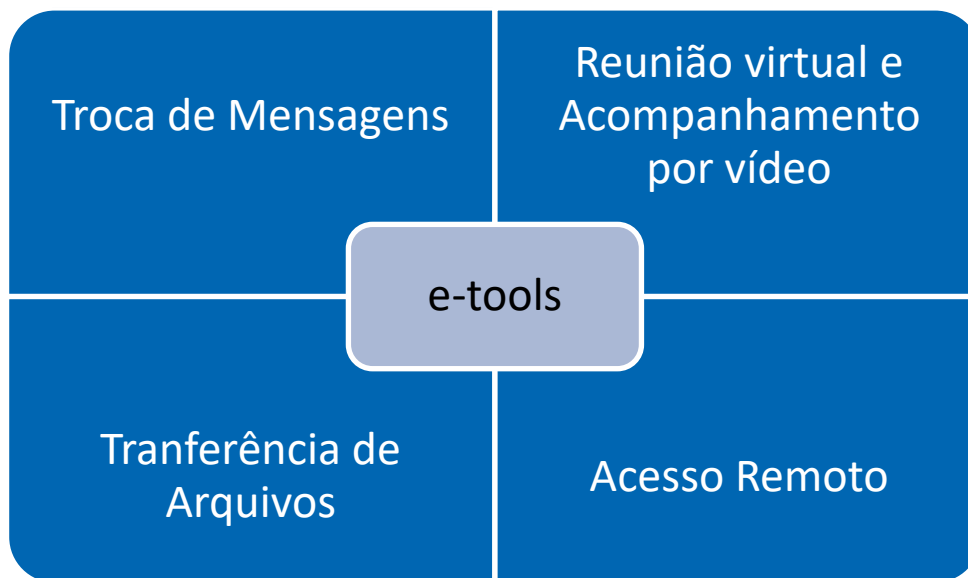 Troca de Mensagens
Reunião virtual e
Acompanhamento
por vídeo
e-tools
Tranferência de
Arquivos
Acesso Remoto